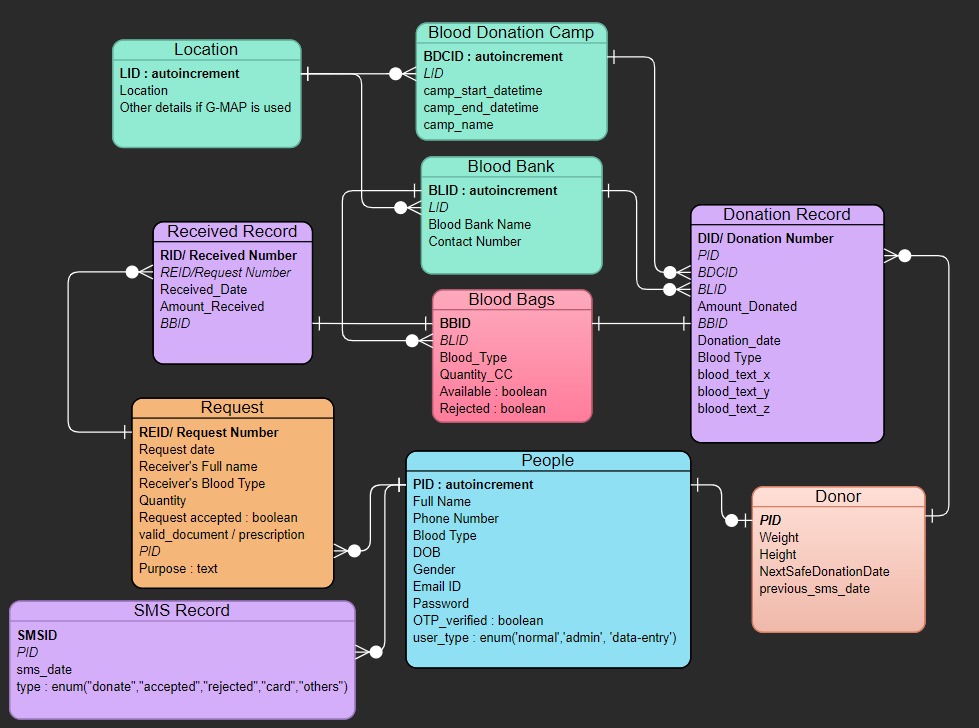 Location
LID : autoincrement
Location
Other details if G-MAP is used
Blood Donation Camp
BDCID : autoincrement
LID
camp_start_datetime
camp_end_datetime
camp_name
Blood Bank
BLID : autoincrement
LID
Blood Bank Name
Contact Number
Received Record
RID/ Received Number
REID/Request Number
Received_Date
Amount_Received
BBID
Blood Bags
BBID
BLID
Blood_Type
Quantity_CC
Available : boolean
Rejected : boolean
Donation Record
DID/ Donation Number
PID
BDCID
BLID
Amount_Donated
BBID
Donation_date
Blood Type
blood_text_x
blood_text_y
blood_text_z
Request
REID/ Request Number
Request date
Receiver's Full name
Receiver's Blood Type
Quantity
Request accepted : boolean
valid_document / prescription
PID
Purpose : text
People
PID : autoincrement
Full Name
Phone Number
Blood Type
DOB
Gender
Email ID
Password
OTP_verified : boolean
user_type : enum('normal','admin', 'data-entry')
Donor
PID
Weight
Height
NextSafeDonationDate
previous_sms_date
SMS Record
SMSID
PID
sms_date
type : enum("donate","accepted","rejected","card","others")